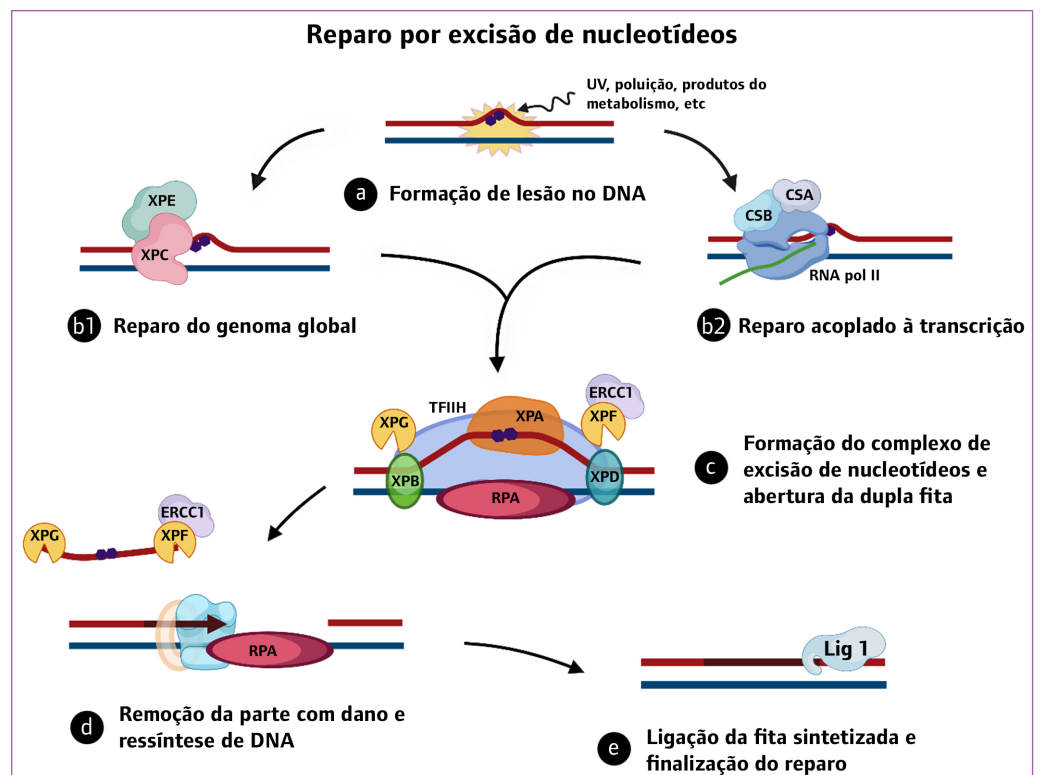 Reparo por excisão de nucleotídeos
UV, poluição, produtos do
metabolismo, etc
a Formação de lesão no DNA
XPE
XPC
b1 Reparo do genoma global
CSA
CSB
RNA pol II
b2 Reparo acoplado à transcrição
ERCC1
TFIIH
XPA
XPG
XPF
XPB
XPD
RPA
c Formação do complexo de
excisão de nucleotídeos e
abertura da dupla fita
ERCC1
XPG
XPF
RPA
d Remoção da parte com dano e
ressíntese de DNA
Lig 1
e Ligação da fita sintetizada e
finalização do reparo